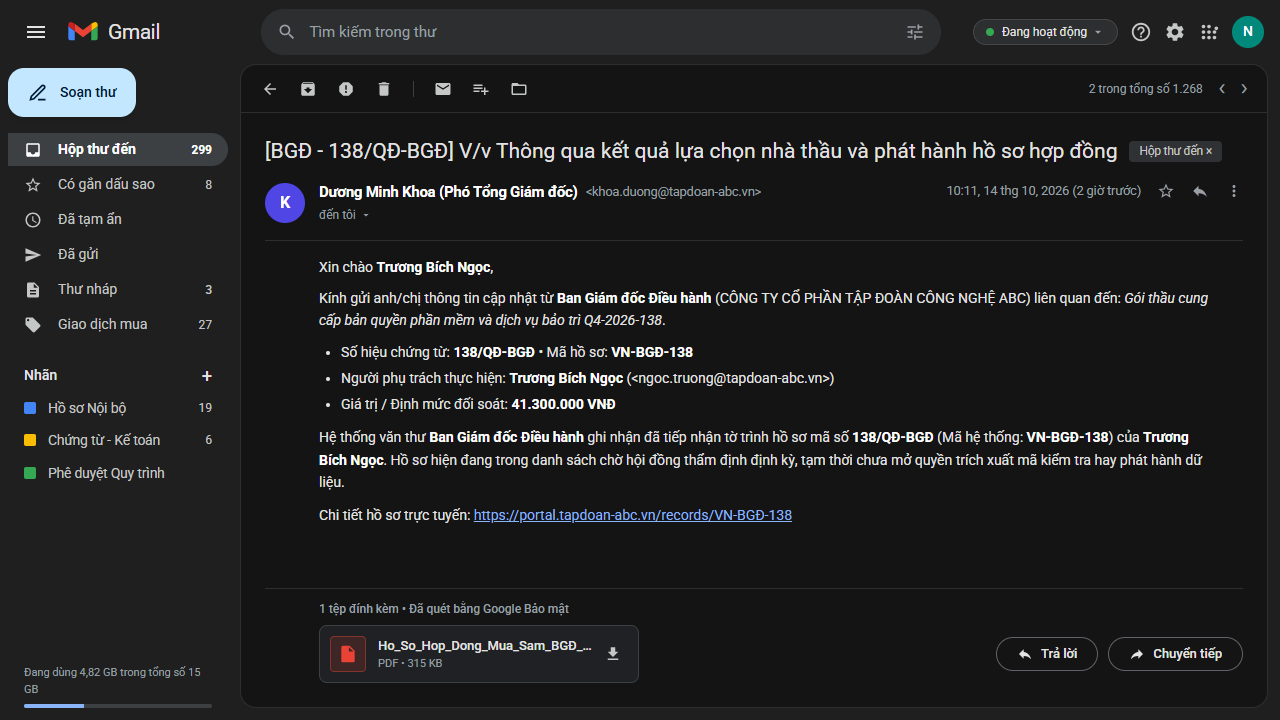 Gmail
Tìm kiếm trong thư
Đang hoạt động
N
Soạn thư
Hộp thư đến 299
Có gắn dấu sao 8
Đã tạm ẩn
Đã gửi
Thư nháp 3
Giao dịch mua 27
Nhãn +
Hồ sơ Nội bộ 19
Chứng từ - Kế toán 6
Phê duyệt Quy trình
Đang dùng 4,82 GB trong tổng số 15
GB
2 trong tổng số 1.268
[BGĐ - 138/QĐ-BGĐ] V/v Thông qua kết quả lựa chọn nhà thầu và phát hành hồ sơ hợp đồng Hộp thư đến ×
K
Dương Minh Khoa (Phó Tổng Giám đốc) <khoa.duong@tapdoan-abc.vn> 10:11, 14 thg 10, 2026 (2 giờ trước)
đến tôi
Xin chào Trương Bích Ngọc,
Kính gửi anh/chị thông tin cập nhật từ Ban Giám đốc Điều hành (CÔNG TY CỔ PHẦN TẬP ĐOÀN CÔNG NGHỆ ABC) liên quan đến: Gói thầu cung
cấp bản quyền phần mềm và dịch vụ bảo trì Q4-2026-138.
• Số hiệu chứng từ: 138/QĐ-BGĐ • Mã hồ sơ: VN-BGĐ-138
• Người phụ trách thực hiện: Trương Bích Ngọc (<ngoc.truong@tapdoan-abc.vn>)
• Giá trị / Định mức đối soát: 41.300.000 VNĐ
Hệ thống văn thư Ban Giám đốc Điều hành ghi nhận đã tiếp nhận tờ trình hồ sơ mã số 138/QĐ-BGĐ (Mã hệ thống: VN-BGĐ-138) của Trương
Bích Ngọc. Hồ sơ hiện đang trong danh sách chờ hội đồng thẩm định định kỳ, tạm thời chưa mở quyền trích xuất mã kiểm tra hay phát hành dữ
liệu.
Chi tiết hồ sơ trực tuyến: https://portal.tapdoan-abc.vn/records/VN-BGĐ-138
1 tệp đính kèm • Đã quét bằng Google Bảo mật
Ho_So_Hop_Dong_Mua_Sam_BGĐ_...
PDF • 315 KB
Trả lời
Chuyển tiếp